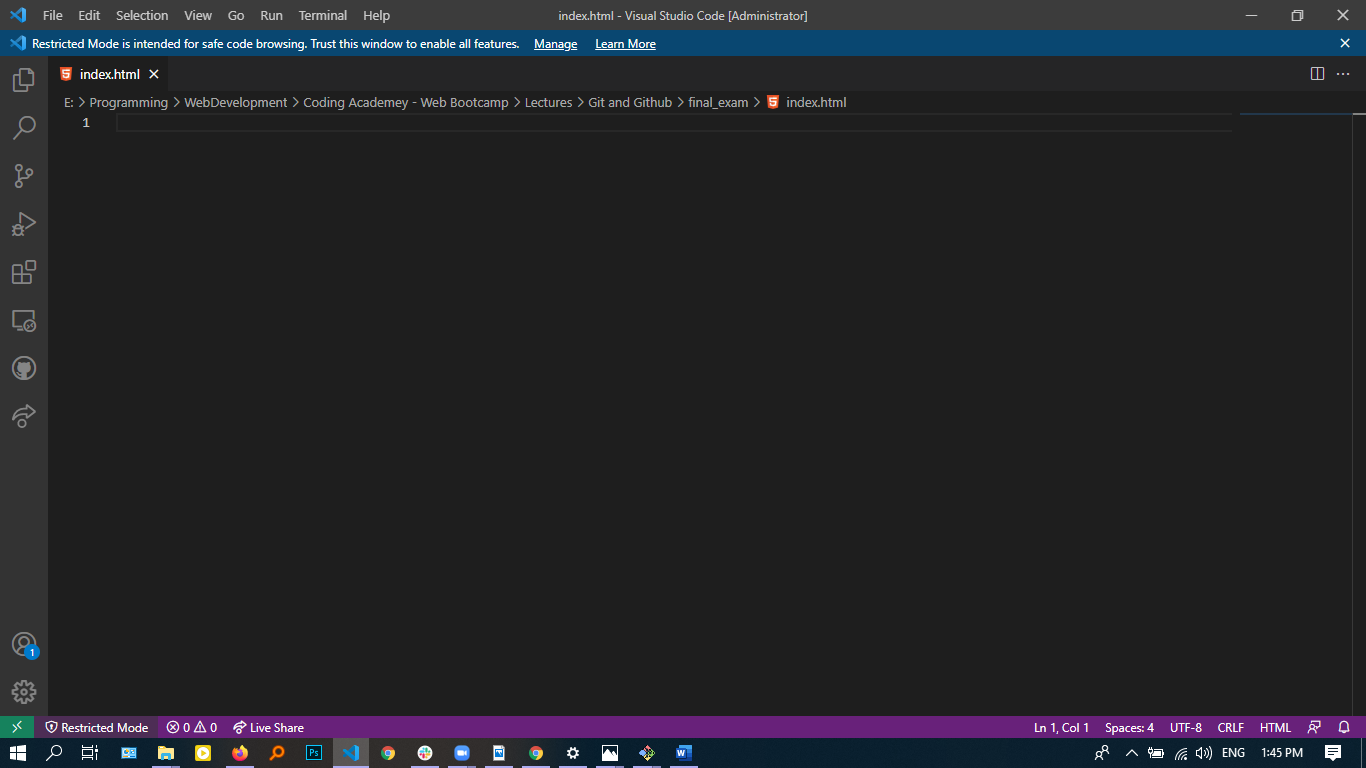 File Edit Selection View Go Run Terminal Help index.html - Visual Studio Code [Administrator]
Restricted Mode is intended for safe code browsing. Trust this window to enable all features. Manage Learn More
index.html
E: > Programming > WebDevelopment > Coding Academey - Web Bootcamp > Lectures > Git and Github > final_exam > index.html
1
1
Restricted Mode 0 0 Live Share Ln 1, Col 1 Spaces: 4 UTF-8 CRLF HTML
Ps W ENG 1:45 PM